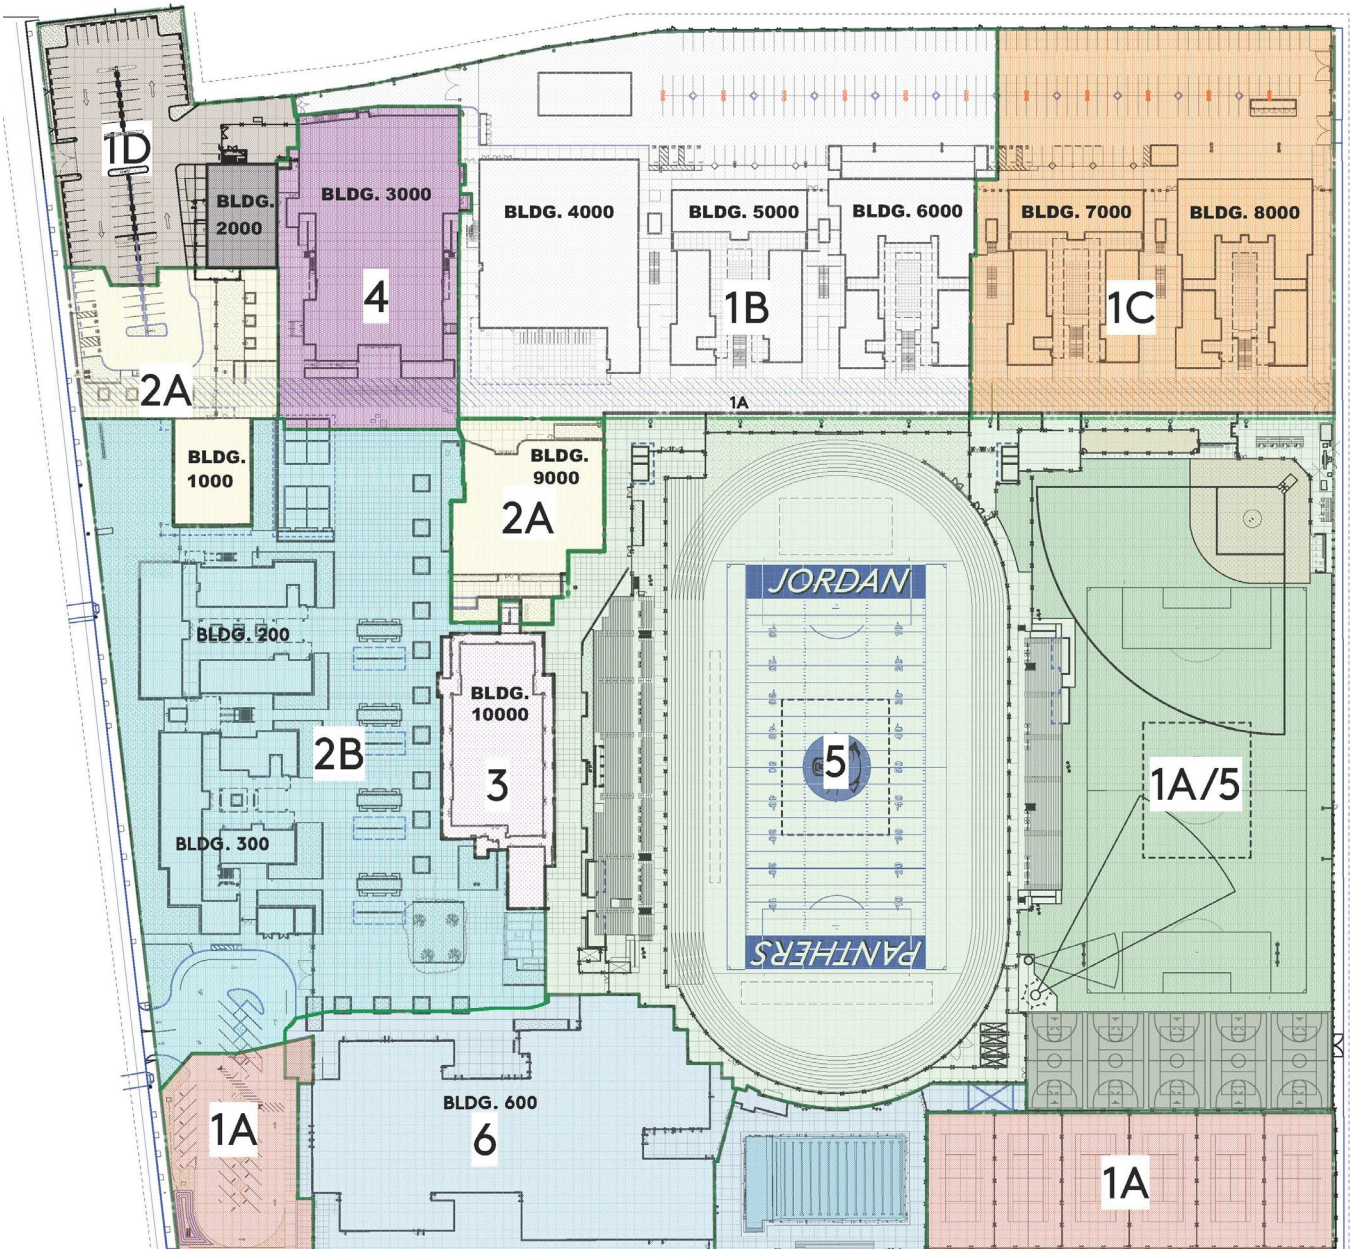 1D
BLDG.
2000
BLDG. 3000
4
BLDG. 4000
BLDG. 5000
BLDG. 6000
1B
BLDG. 7000
BLDG. 8000
1C
2A
1A
BLDG.
1000
BLDG.
9000
2A
JORDAN
BLDG. 200
BLDG.
10000
2B
3
5
1A/5
BLDG. 300
PANTHERS
1A
BLDG. 600
6
1A